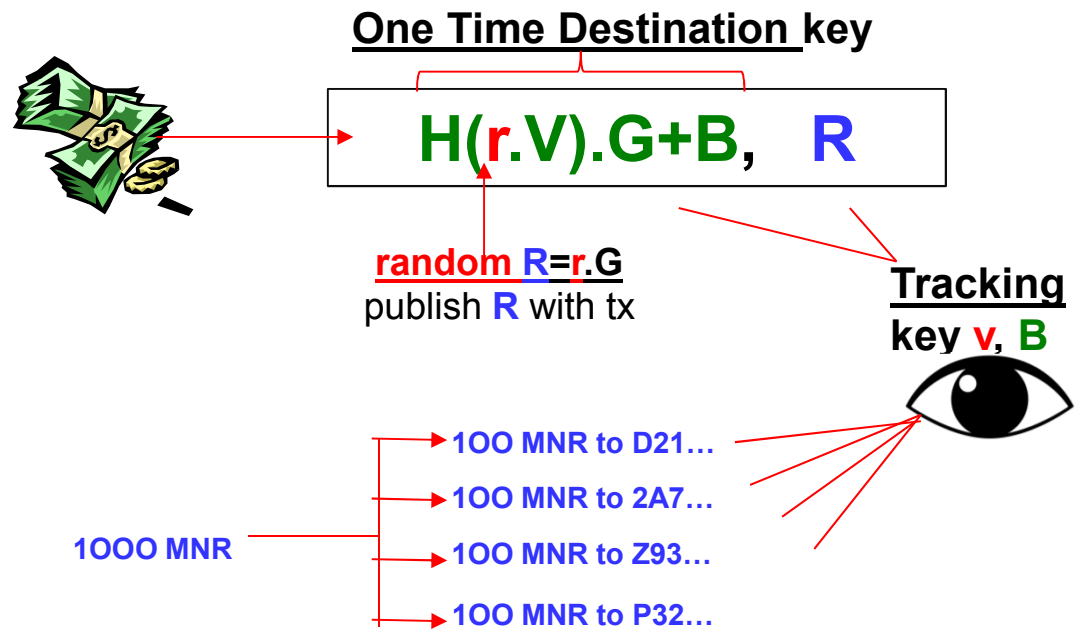 One Time Destination key
H(r.V).G+B, R
random R=r.G
publish R with tx
Tracking
key v, B
1OOO MNR
1OO MNR to D21…
1OO MNR to 2A7…
1OO MNR to Z93…
1OO MNR to P32…